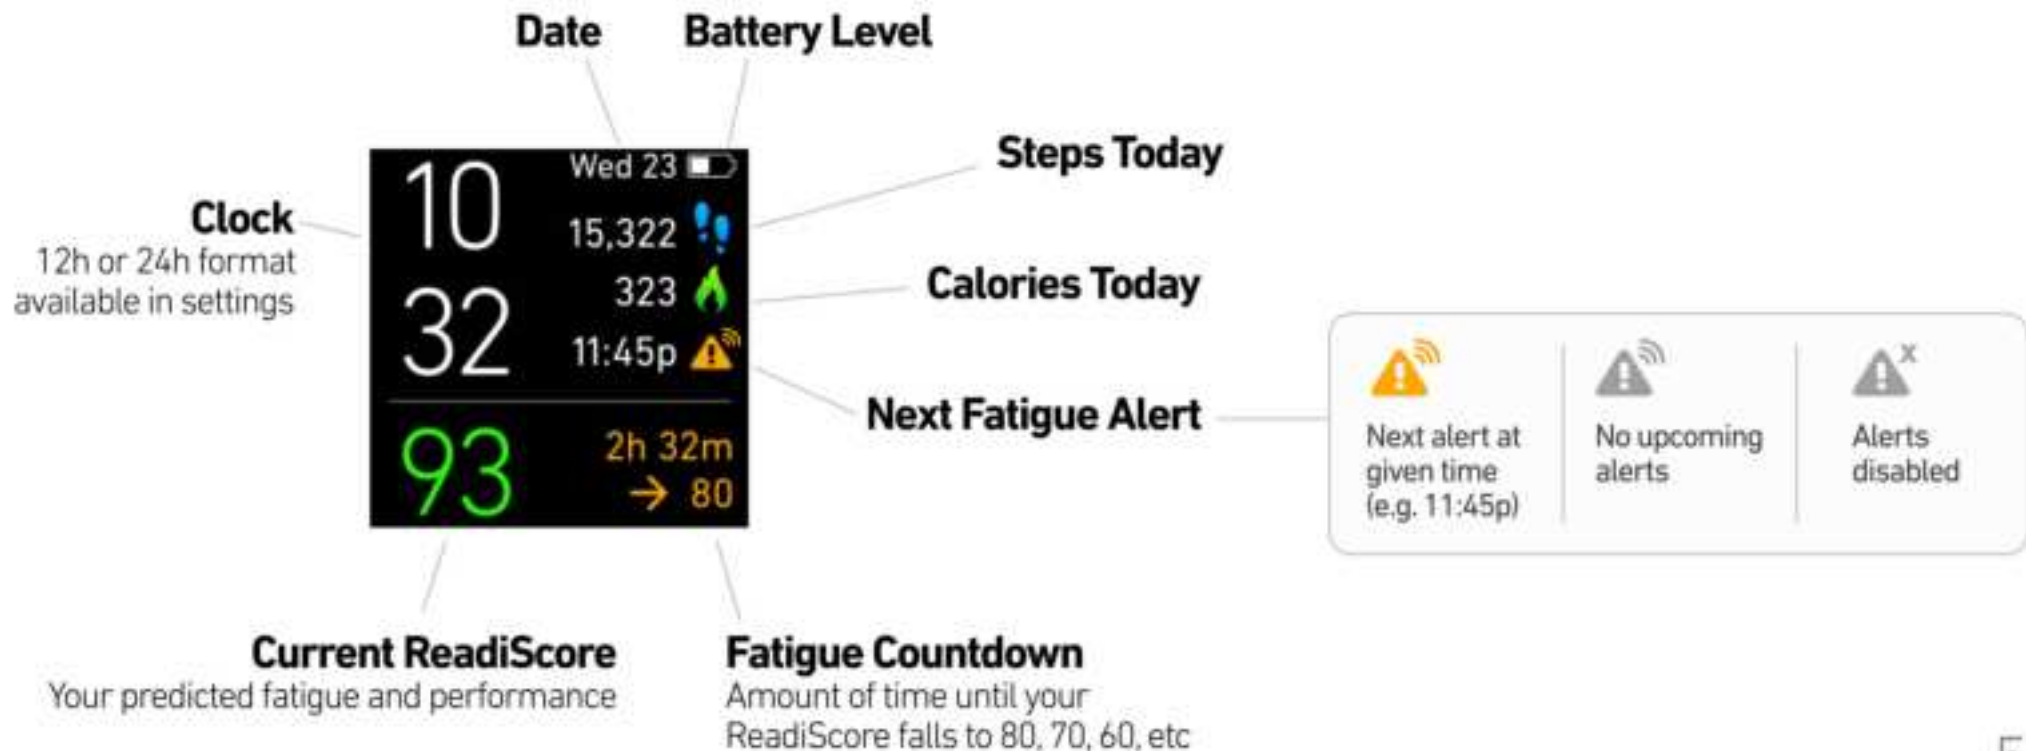 Date
Battery Level
Steps Today
Clock
12h or 24h format
available in settings
10
32
Wed 23
15,322
323
11:45p
93
2h 32m
→ 80
Calories Today
Next Fatigue Alert
Next alert at
given time
(e.g. 11:45p)
No upcoming
alerts
x
Alerts
disabled
Current ReadiScore
Your predicted fatigue and performance
Fatigue Countdown
Amount of time until your
ReadiScore falls to 80, 70, 60, etc